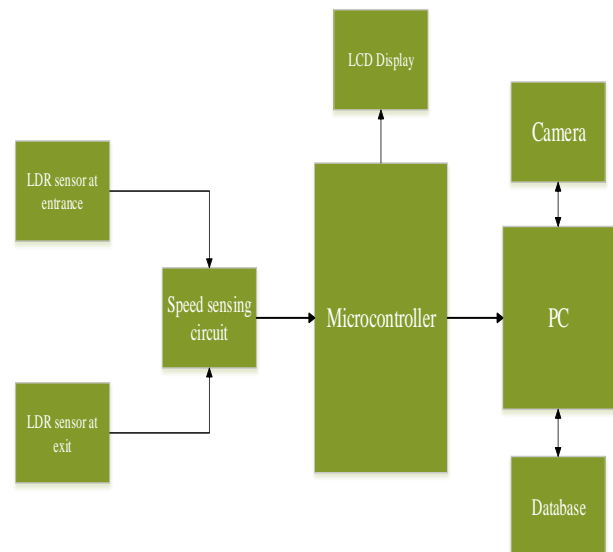 LCD Display
Camera
LDR sensor at
entrance
Speed sensing
circuit
Microcontroller
PC
LDR sensor at
exit
Database